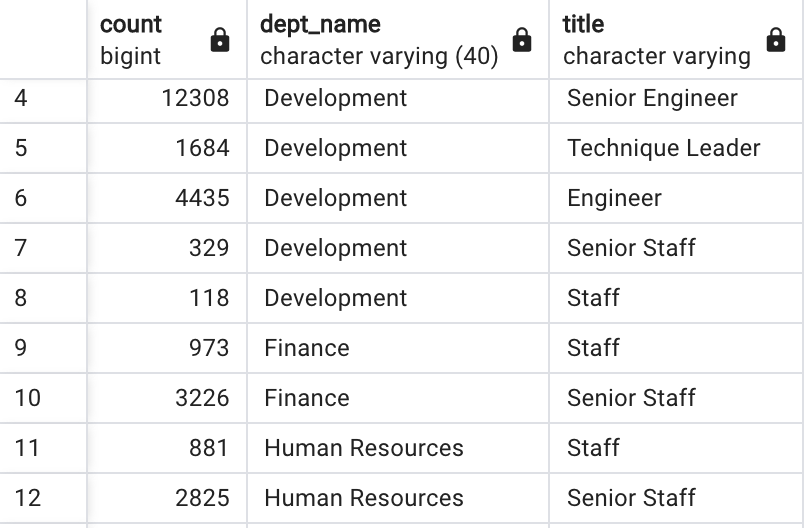 count dept_name title
bigint character varying (40) character varying
4 12308 Development Senior Engineer
5 1684 Development Technique Leader
6 4435 Development Engineer
7 329 Development Senior Staff
8 118 Development Staff
9 973 Finance Staff
10 3226 Finance Senior Staff
11 881 Human Resources Staff
12 2825 Human Resources Senior Staff